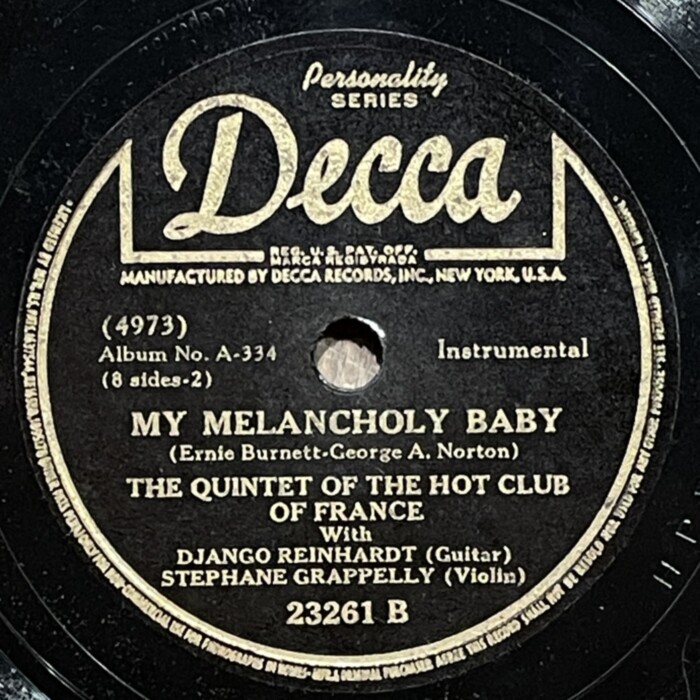 Personality
SERIES
Decca
REG. U.S. PAT. OFF.
MARCA REGISTRADA
MANUFACTURED BY DECCA RECORDS, INC., NEW YORK, U.S.A.
(4973)
Album No. A-334
Instrumental
(8 sides-2)
MY MELANCHOLY BABY
(Ernie Burnett-George A. Norton)
THE QUINTET OF THE HOT CLUB
OF FRANCE
With
DJANGO REINHARDT (Guitar)
STEPHANE GRAPPELLY (Violin)
23261 B